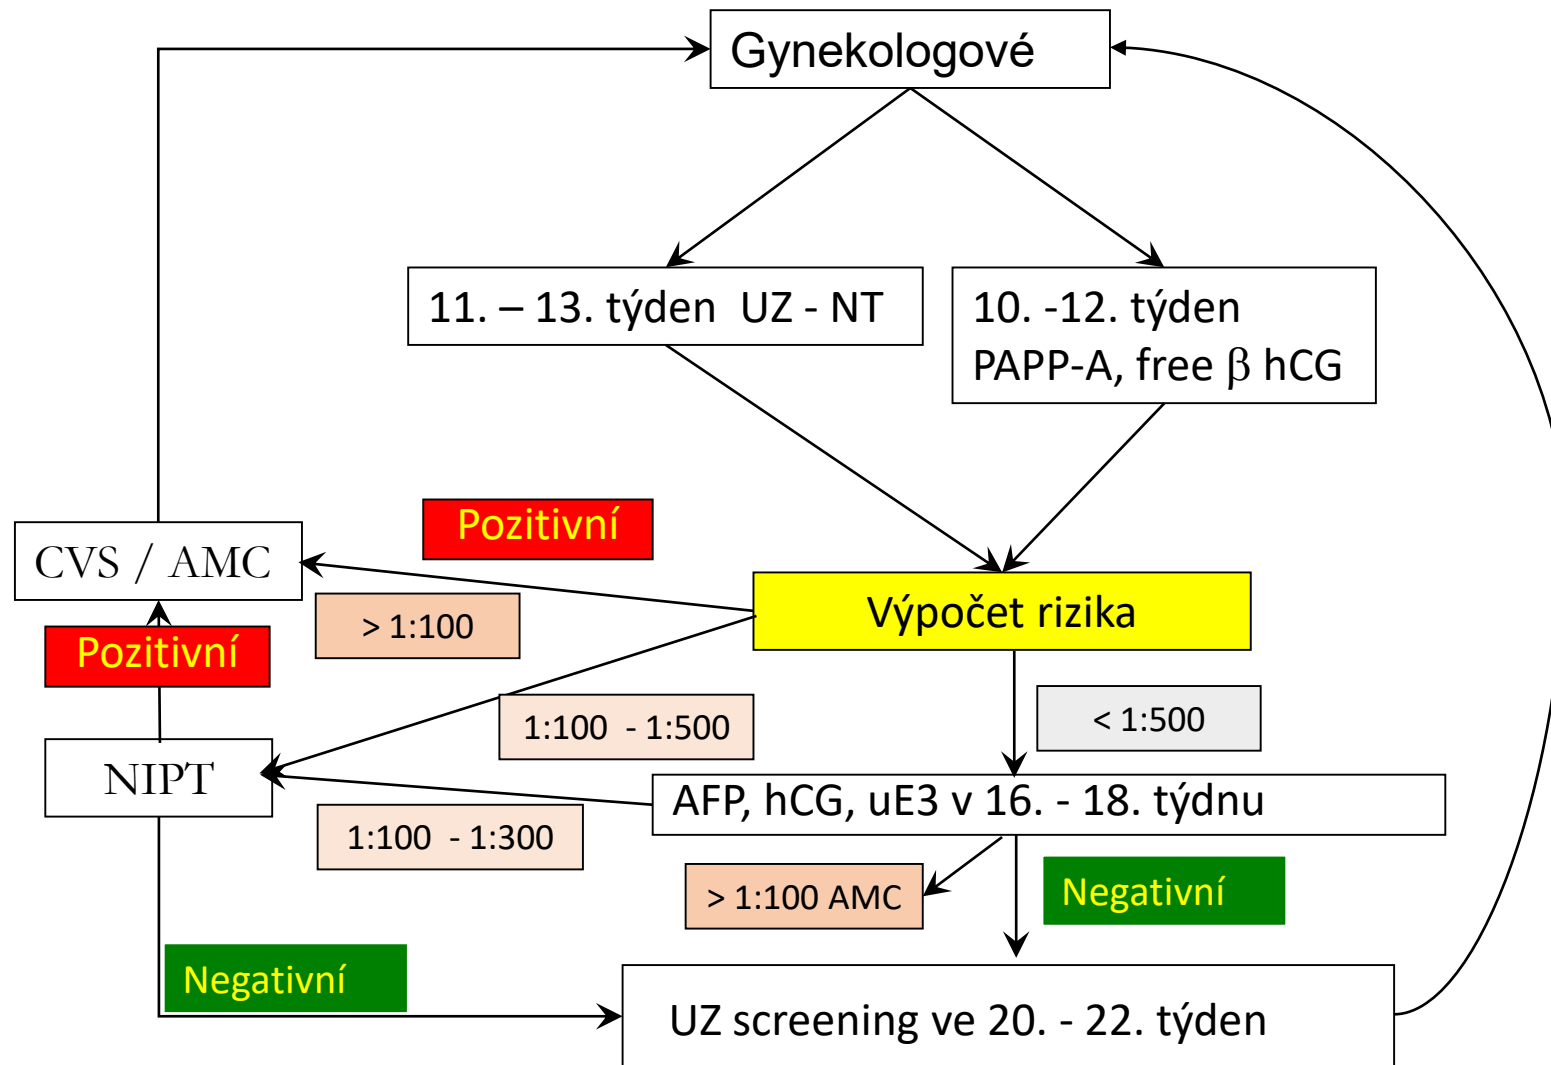 Gynekologové
11. – 13. týden  UZ - NT
10. -12. týden
PAPP-A, free β hCG
Pozitivní
CVS / AMC
> 1:100
Výpočet rizika
Pozitivní
1:100  - 1:500
< 1:500
NIPT
AFP, hCG, uE3 v 16. - 18. týdnu
1:100  - 1:300
> 1:100 AMC
Negativní
Negativní
UZ screening ve 20. - 22. týden